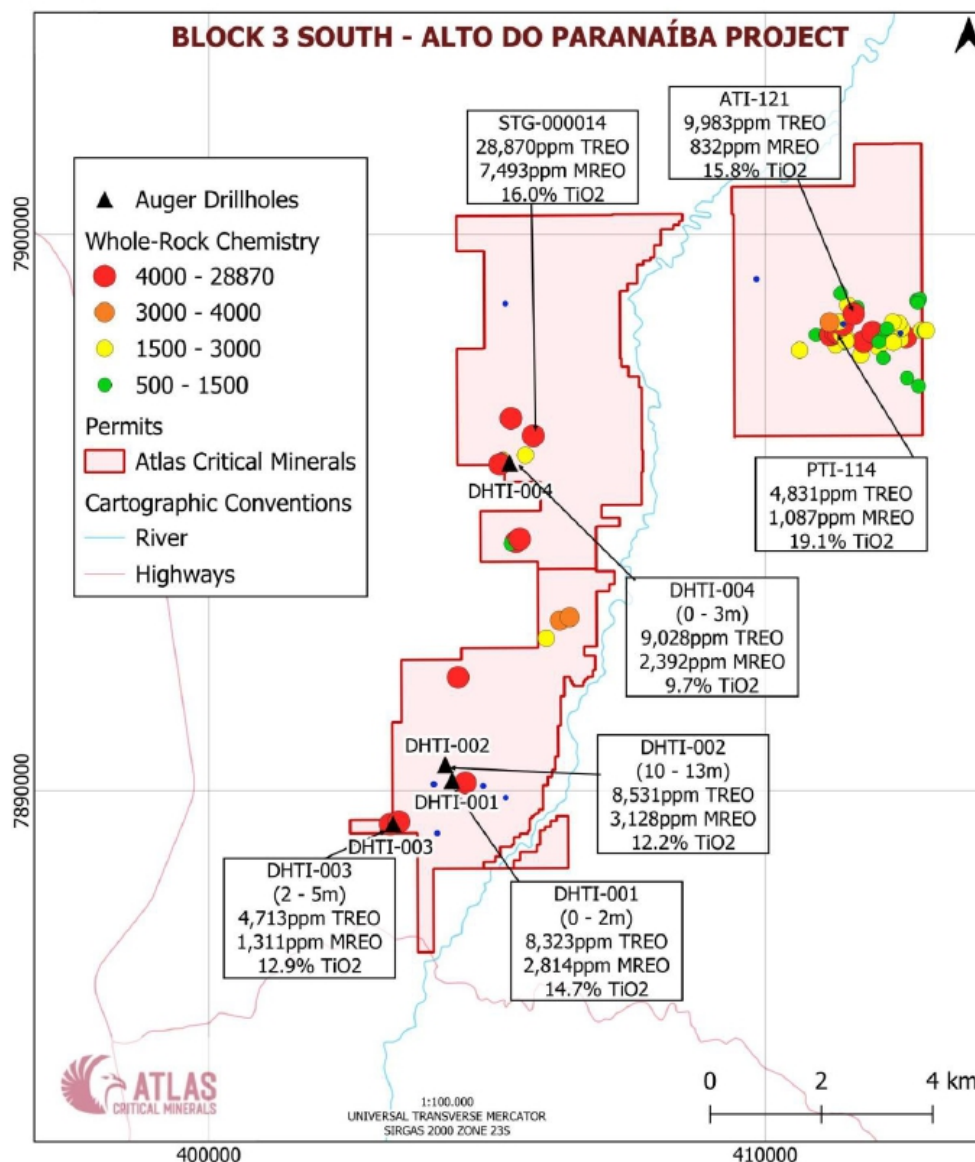 BLOCK 3 SOUTH - ALTO DO PARANAÍBA PROJECT
STG-000014
28,870ppm TREO
7,493ppm MREO
16.0% TiO2
ATI-121
9,983ppm TREO
832ppm MREO
15.8% TiO2
Auger Drillholes
Whole-Rock Chemistry
4000 - 28870
3000 - 4000
1500 - 3000
500 - 1500
Permits
Atlas Critical Minerals
Cartographic Conventions
River
Highways
7900000
DHTI-004
PTI-114
4,831ppm TREO
1,087ppm MREO
19.1% TiO2
DHTI-004
(0 - 3m)
9,028ppm TREO
2,392ppm MREO
9.7% TiO2
DHTI-002
DHTI-001
DHTI-003
7890000
DHTI-002
(10 - 13m)
8,531ppm TREO
3,128ppm MREO
12.2% TiO2
DHTI-003
(2 - 5m)
4,713ppm TREO
1,311ppm MREO
12.9% TiO2
DHTI-001
(0 - 2m)
8,323ppm TREO
2,814ppm MREO
14.7% TiO2
ATLAS
CRITICAL MINERALS
1:100.000
UNIVERSAL TRANSVERSE MERCATOR
SIRGAS 2000 ZONE 23S
0 2 4 km
400000
410000